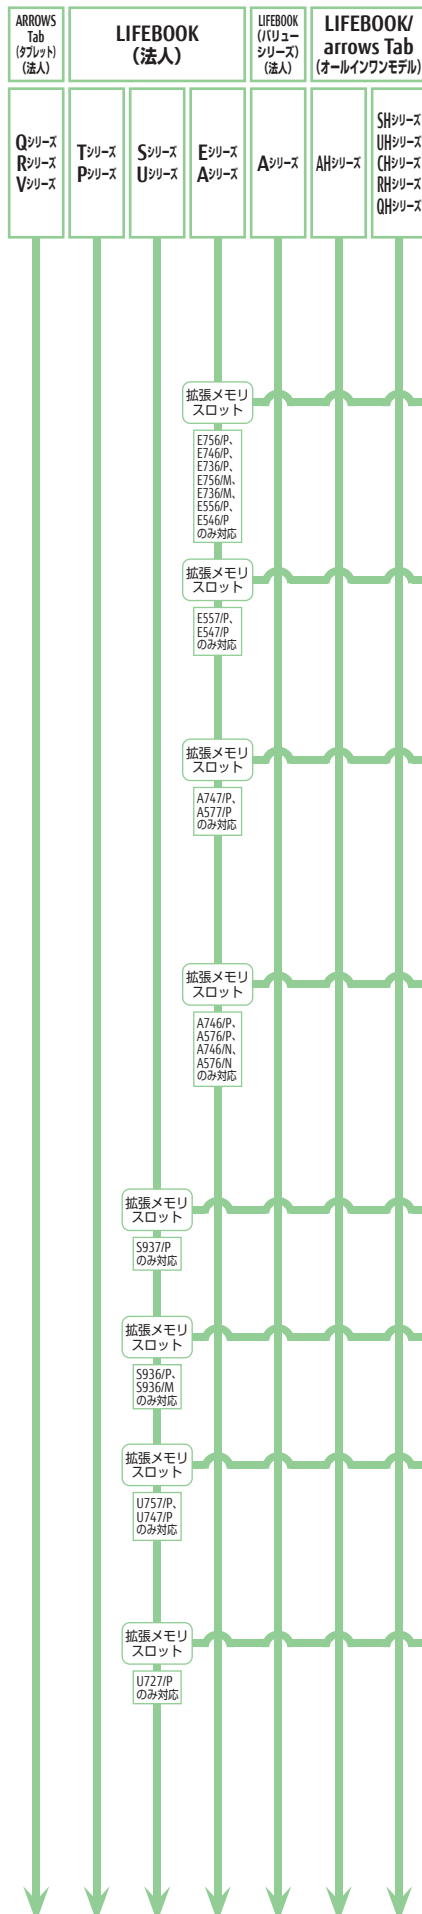 ARROWS
Tab
(タブレット)
(法人)
LIFEBOOK
(法人)
LIFEBOOK
(バリュー
シリーズ)
(法人)
LIFEBOOK/
arrows Tab
(オールインワンモデル)
Qシリーズ
Rシリーズ
Vシリーズ
Tシリーズ
Pシリーズ
Sシリーズ
Uシリーズ
Eシリーズ
Aシリーズ
Aシリーズ
AHシリーズ
SHシリーズ
UHシリーズ
CHシリーズ
RHシリーズ
QHシリーズ
拡張メモリ
スロット
E756/P、
E746/P、
E736/P、
E756/M、
E736/M、
E556/P、
E546/P
のみ対応
拡張メモリ
スロット
E557/P、
E547/P
のみ対応
拡張メモリ
スロット
A747/P、
A577/P
のみ対応
拡張メモリ
スロット
A746/P、
A576/P、
A746/N、
A576/N
のみ対応
拡張メモリ
スロット
S937/P
のみ対応
拡張メモリ
スロット
S936/P、
S936/M
のみ対応
拡張メモリ
スロット
U757/P、
U747/P
のみ対応
拡張メモリ
スロット
U727/P
のみ対応